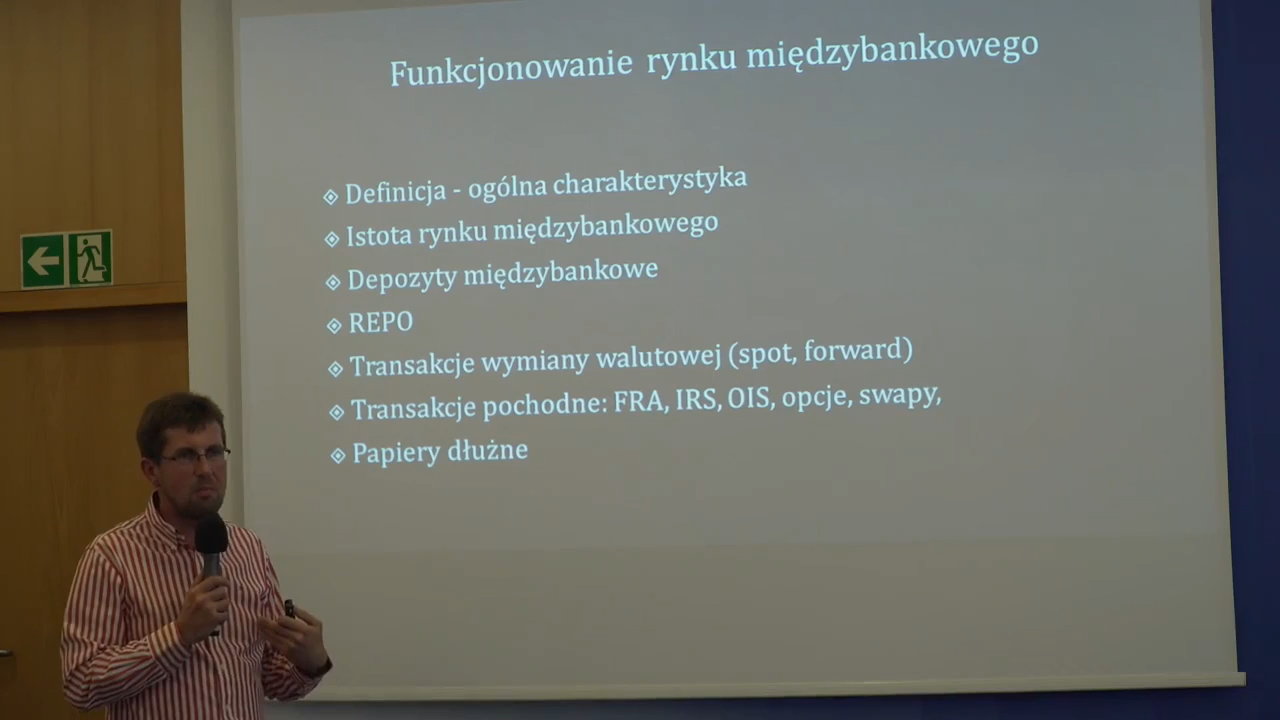 Funkcjonowanie rynku międzybankowego
Definicja - ogólna charakterystyka
Istota rynku międzybankowego
Depozyty międzybankowe
REPO
Transakcje wymiany walutowej (spot, forward)
Transakcje pochodne: FRA, IRS, OIS, opcje, swapy,
Papiery dłużne